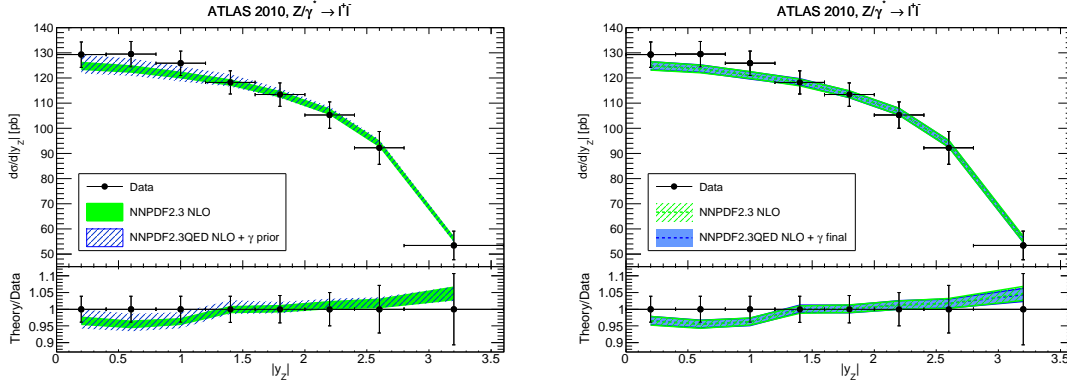 ATLAS 2010, Z/γ* → l⁺l⁻
dσ/d|y_Z| [pb]
140
130
120
110
100
90
80
70
60
50
Data
NNPDF2.3 NLO
NNPDF2.3QED NLO + γ prior
Theory/Data
1.1
1.05
1
0.95
0.9
0 0.5 1 1.5 2 2.5 3 3.5
|y_Z|
ATLAS 2010, Z/γ* → l⁺l⁻
dσ/d|y_Z| [pb]
140
130
120
110
100
90
80
70
60
50
Data
NNPDF2.3 NLO
NNPDF2.3QED NLO + γ final
Theory/Data
1.1
1.05
1
0.95
0.9
0 0.5 1 1.5 2 2.5 3 3.5
|y_Z|